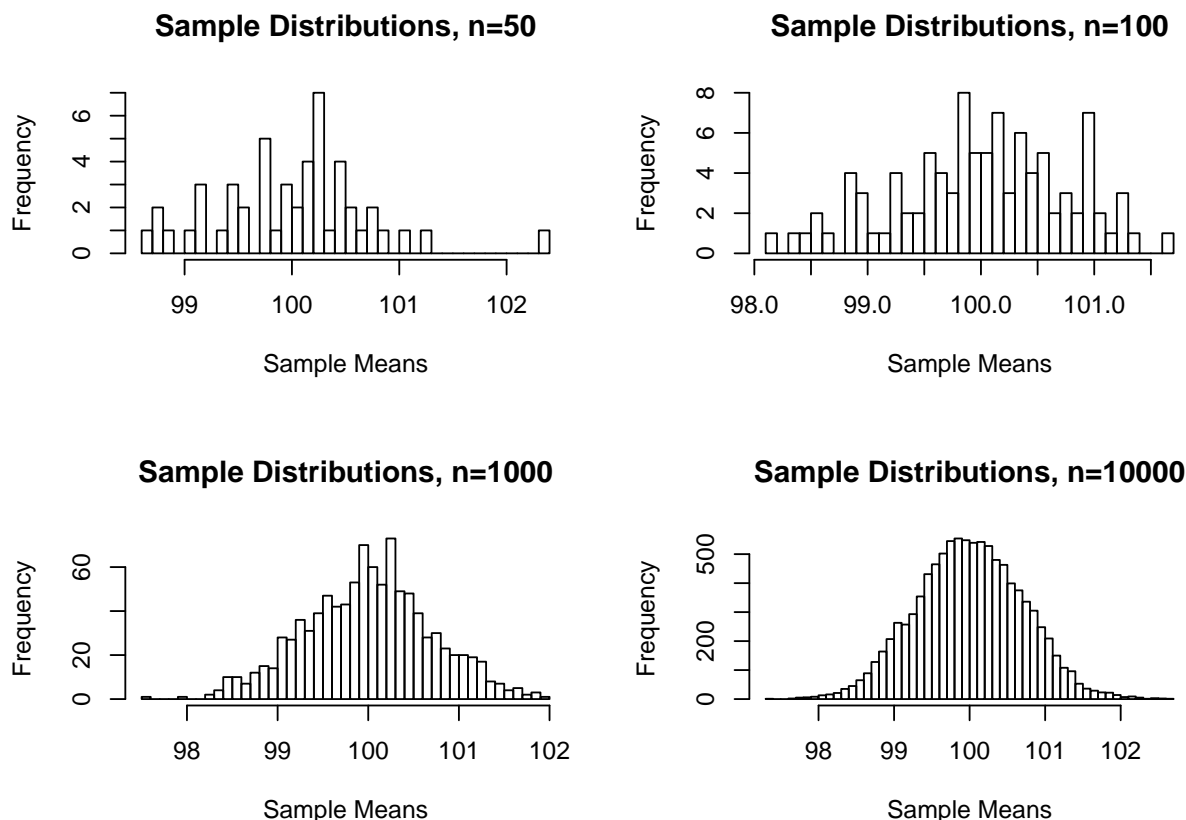 Sample Distributions, n=50
Frequency
0 2 4 6
99 100 101 102
Sample Means
Sample Distributions, n=100
Frequency
0 2 4 6 8
98.0 99.0 100.0 101.0
Sample Means
Sample Distributions, n=1000
Frequency
0 20 60
98 99 100 101 102
Sample Means
Sample Distributions, n=10000
Frequency
0 200 500
98 99 100 101 102
Sample Means